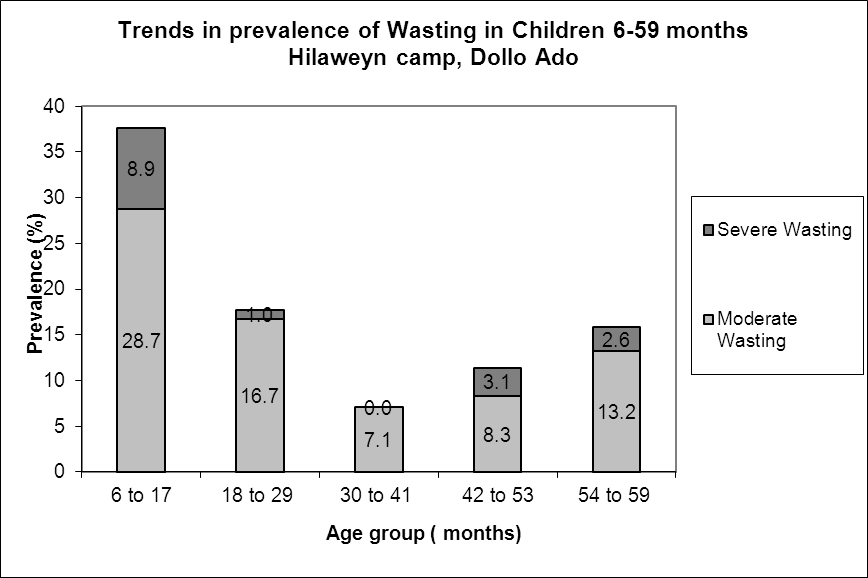 Trends in prevalence of Wasting in Children 6-59 months
Hilaweyn camp, Dollo Ado
Prevalence (%)
40
35
30
25
20
15
10
5
0
8.9
28.7
1.0
16.7
0.0
7.1
3.1
8.3
2.6
13.2
6 to 17
18 to 29
30 to 41
42 to 53
54 to 59
Age group ( months)
Severe Wasting
Moderate
Wasting